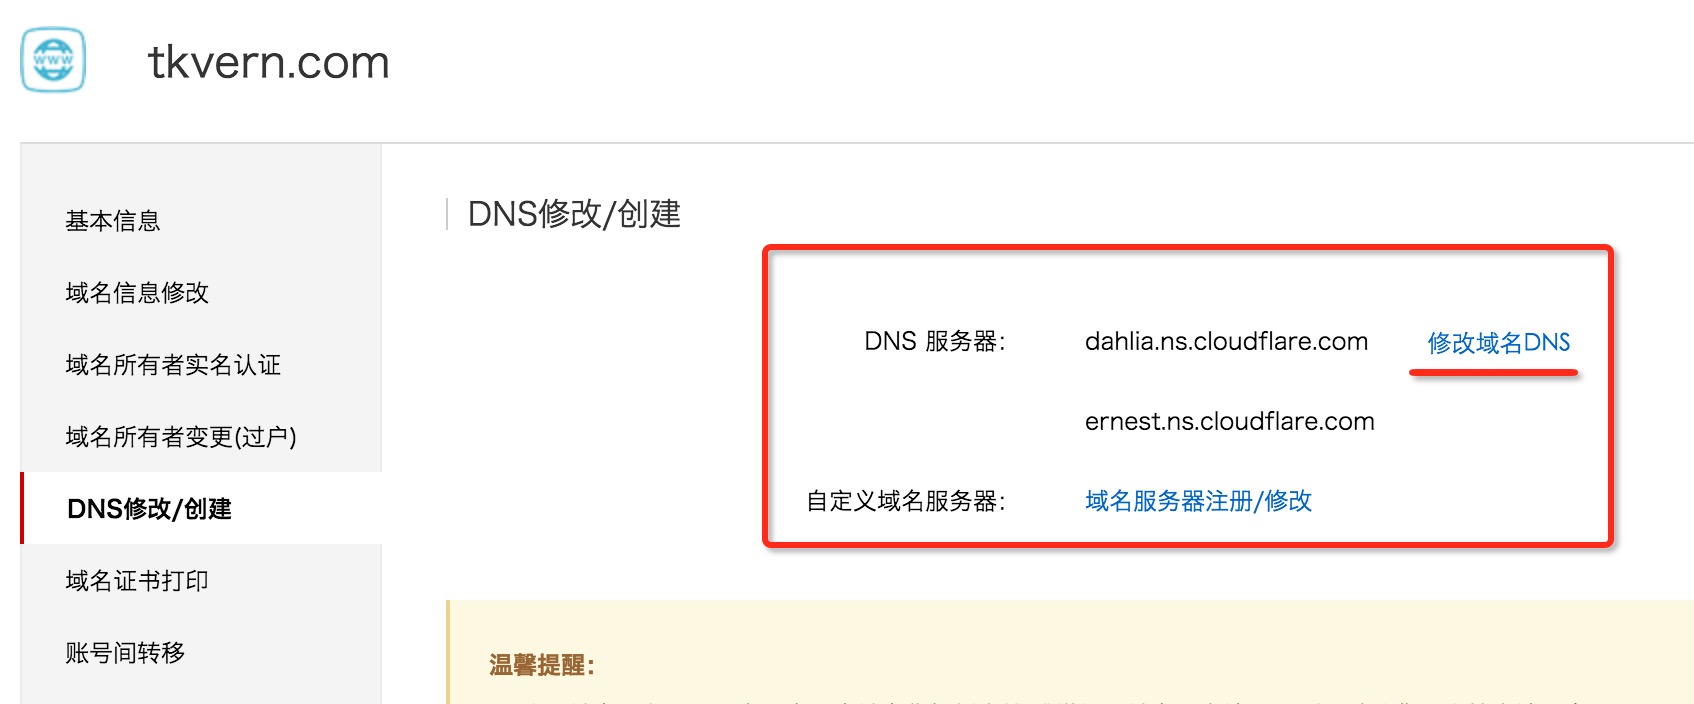 www
tkvern.com
基本信息
域名信息修改
域名所有者实名认证
域名所有者变更(过户)
DNS修改/创建
域名证书打印
账号间转移
DNS修改/创建
DNS 服务器： dahlia.ns.cloudflare.com 修改域名DNS
ernest.ns.cloudflare.com
自定义域名服务器： 域名服务器注册/修改
温馨提醒：